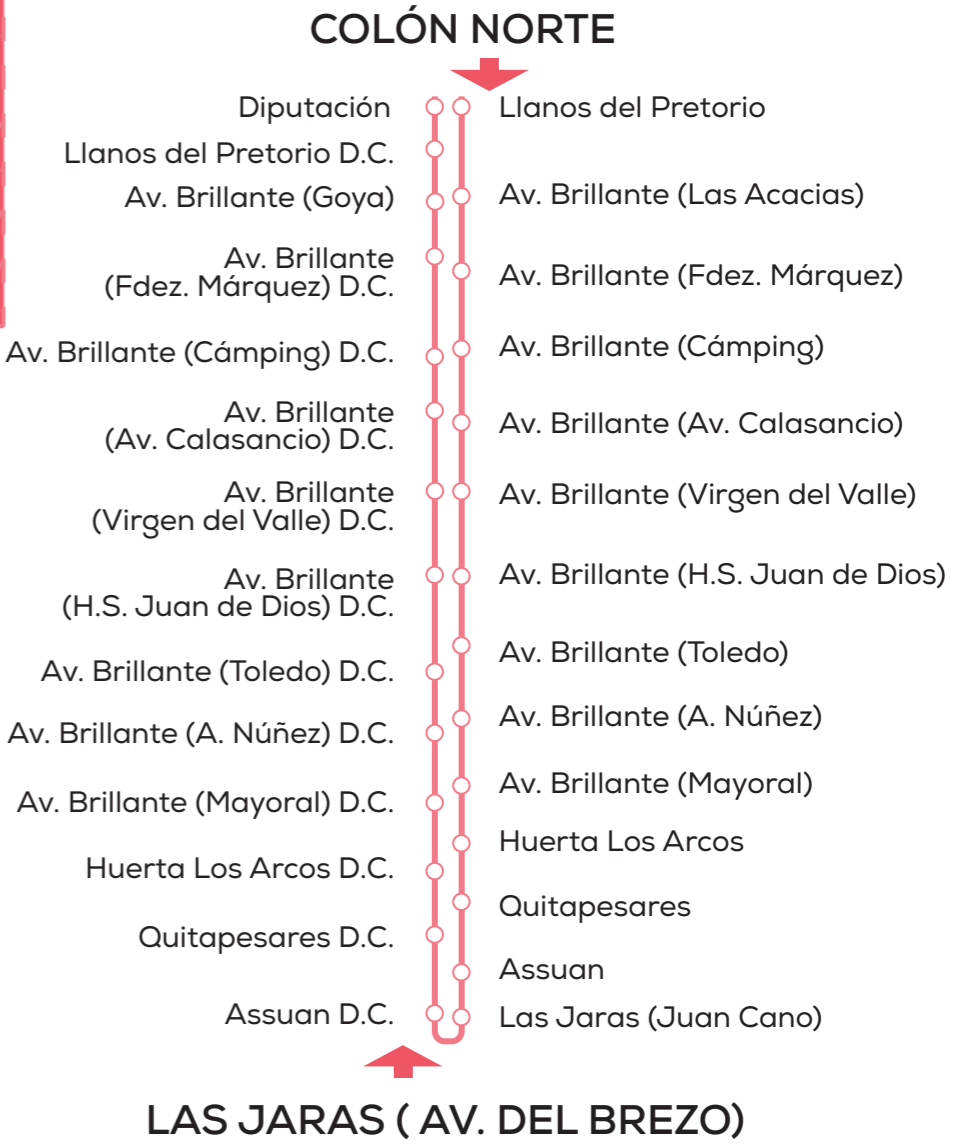 COLÓN NORTE
Diputación
Llanos del Pretorio D.C.
Av. Brillante (Goya)
Av. Brillante
(Fdez. Márquez) D.C.
Av. Brillante (Cámping) D.C.
Av. Brillante
(Av. Calasancio) D.C.
Av. Brillante
(Virgen del Valle) D.C.
Av. Brillante
(H.S. Juan de Dios) D.C.
Av. Brillante (Toledo) D.C.
Av. Brillante (A. Núñez) D.C.
Av. Brillante (Mayoral) D.C.
Huerta Los Arcos D.C.
Quitapesares D.C.
Assuan D.C.
Llanos del Pretorio
Av. Brillante (Las Acacias)
Av. Brillante (Fdez. Márquez)
Av. Brillante (Cámping)
Av. Brillante (Av. Calasancio)
Av. Brillante (Virgen del Valle)
Av. Brillante (H.S. Juan de Dios)
Av. Brillante (Toledo)
Av. Brillante (A. Núñez)
Av. Brillante (Mayoral)
Huerta Los Arcos
Quitapesares
Assuan
Las Jaras (Juan Cano)
LAS JARAS ( AV. DEL BREZO)